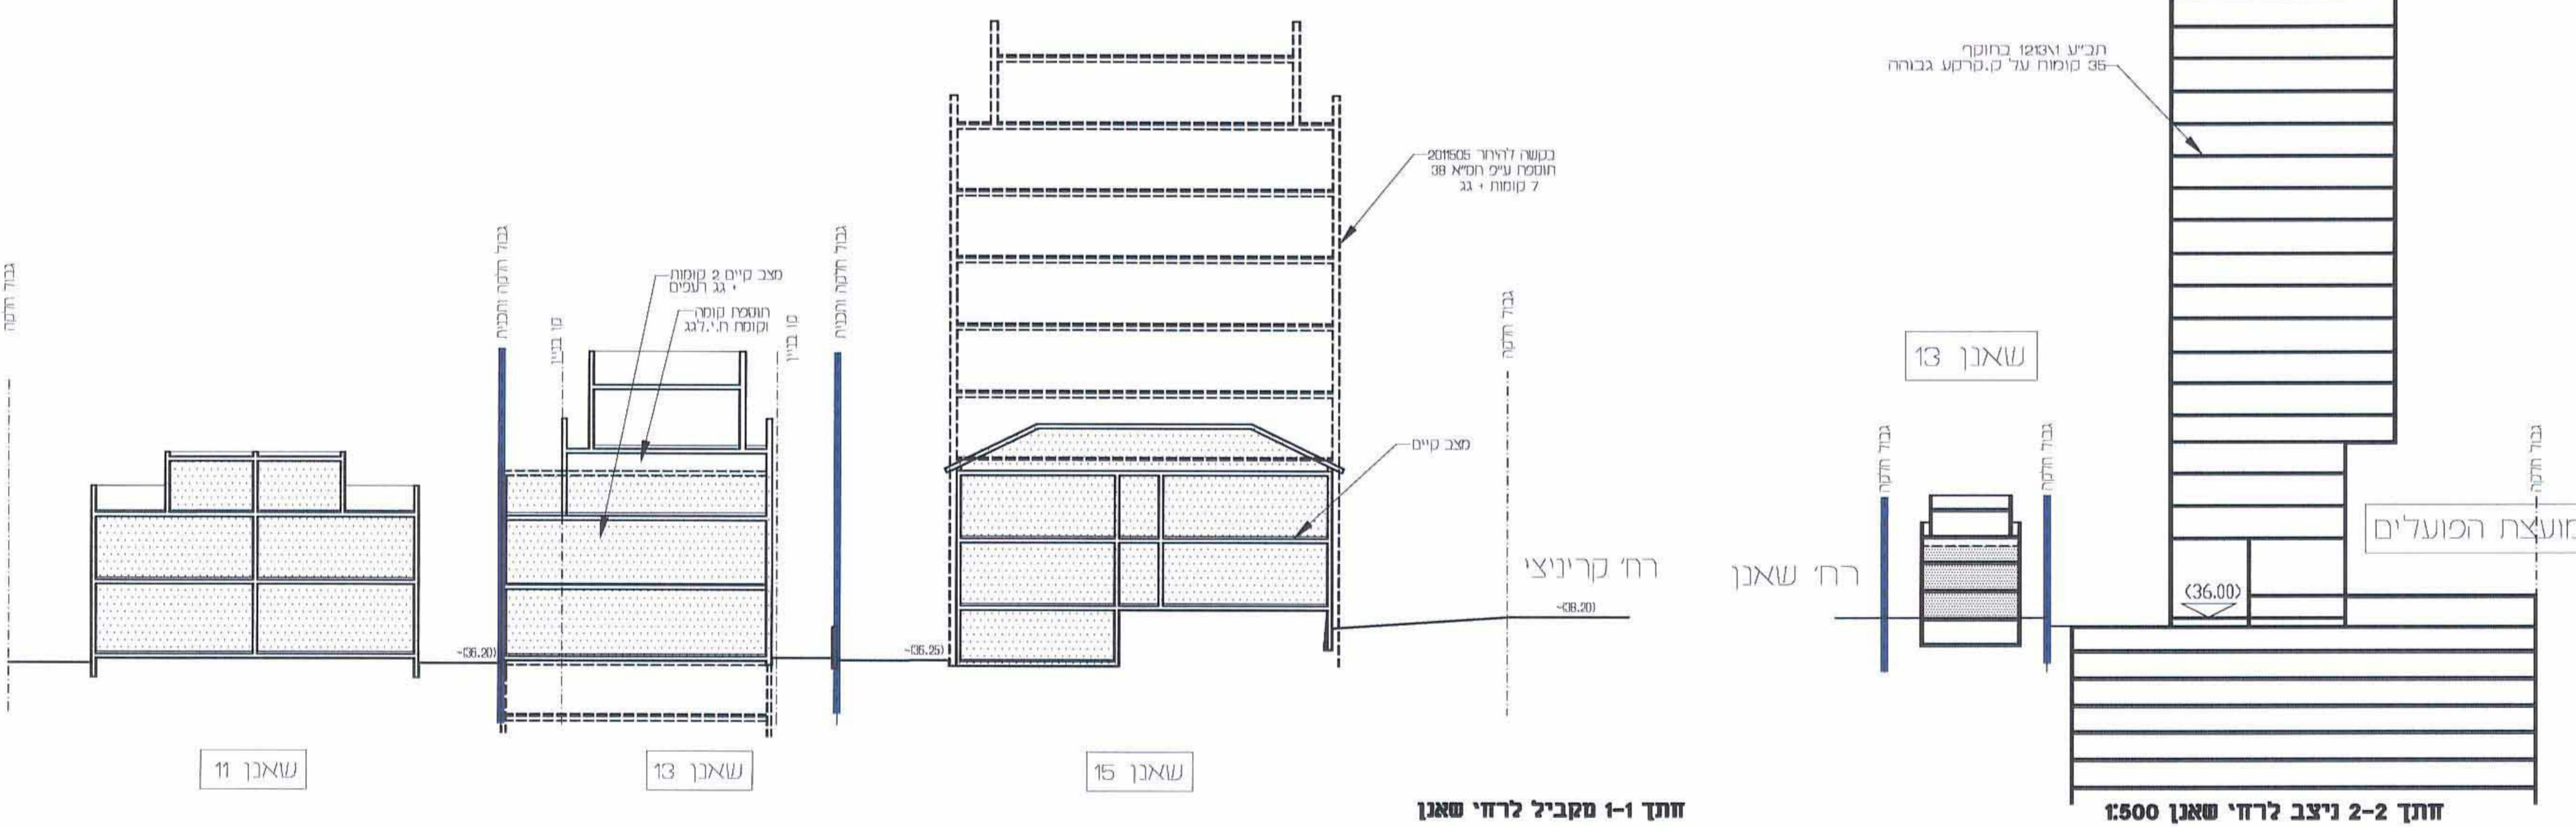 תב"ע 1213\1 בתוקף
35 קומות על ק.קרקע גבוהה
בקשה להיתר 2011505
תוספת ע"פ תמ"א 38
7 קומות + גג
גבול חלקה
גבול חלקה ותכנית
קו בניין
מצב קיים 2 קומות
+ גג רעפים
תוספת קומה
וקומת ח.י.לגג
קו בניין
גבול חלקה ותכנית
גבול חלקה
שאנן 13
מצב קיים
גבול חלקה
גבול חלקה
גבול חלקה
מועצת הפועלים
רח' קריניצי
רח' שאנן
(36.00)
~(36.20)
~(36.25)
~(38.20)
שאנן 11
שאנן 13
שאנן 15
חתך 1-1 מקביל לרח' שאנן
חתך 2-2 ניצב לרח' שאנן 1:500